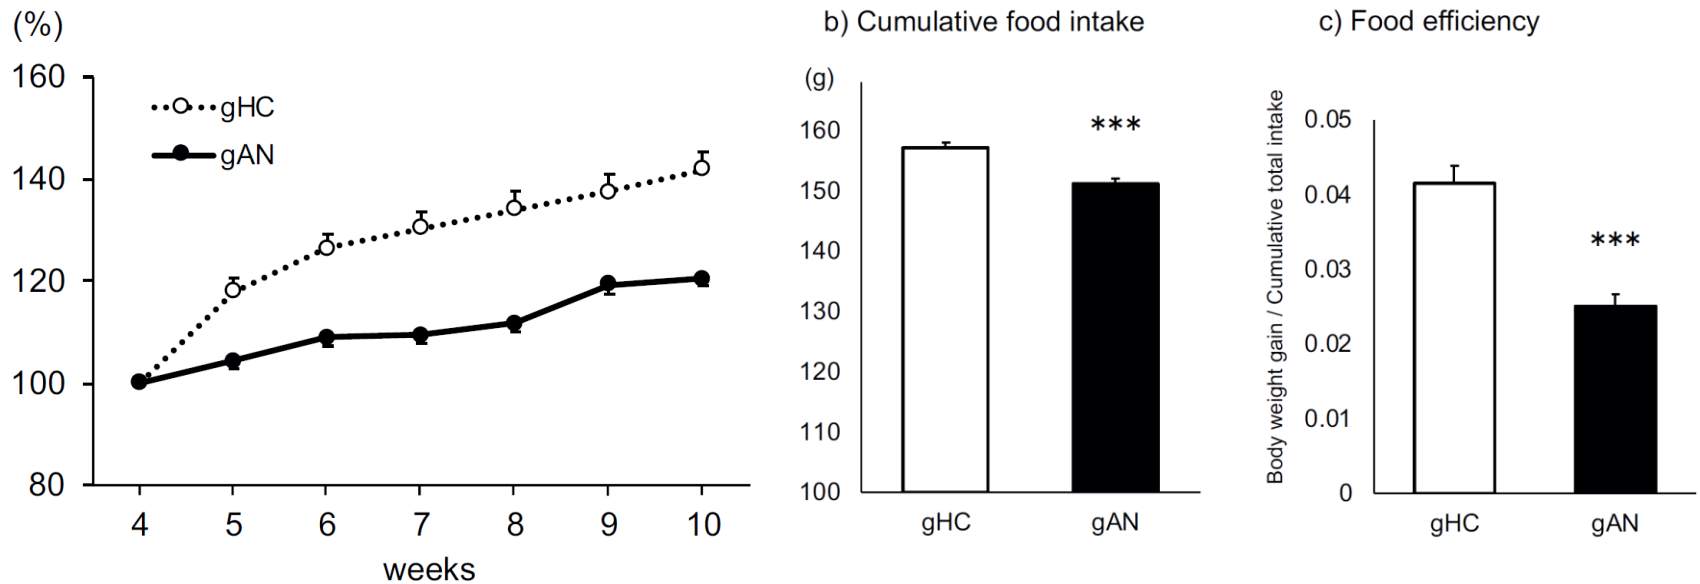 (%)
160
140
120
100
80
gHC
gAN
4 5 6 7 8 9 10
weeks
b) Cumulative food intake
(g)
160
150
140
130
120
110
100
***
gHC gAN
c) Food efficiency
Body weight gain / Cumulative total intake
0.05
0.04
0.03
0.02
0.01
0
***
gHC gAN